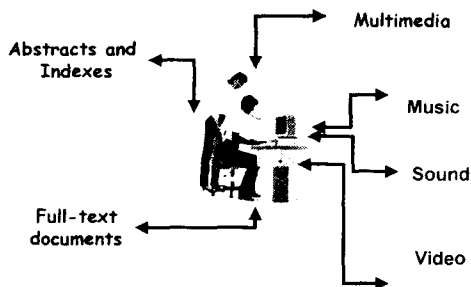 Multimedia
Abstracts and
Indexes
Music
Sound
Full-text
documents
Video